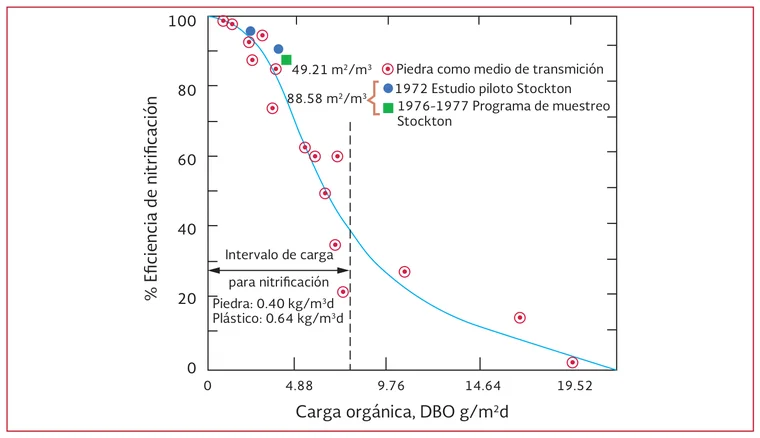 100
80
60
40
20
0
% Eficiencia de nitrificación
49.21 m²/m³
Piedra como medio de transmición
88.58 m²/m³
1972 Estudio piloto Stockton
1976-1977 Programa de muestreo
Stockton
Intervalo de carga
para nitrificación
Piedra: 0.40 kg/m³d
Plástico: 0.64 kg/m³d
0
4.88
9.76
14.64
19.52
Carga orgánica, DBO g/m²d